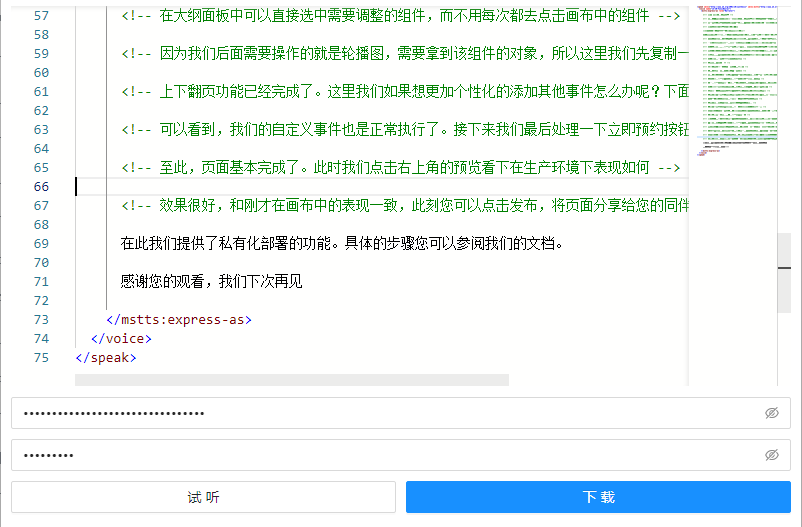 57 <!-- 在大纲面板中可以直接选中需要调整的组件，而不用每次都去点击画布中的组件 -->
58
59 <!-- 因为我们后面需要操作的就是轮播图，需要拿到该组件的对象，所以这里我们先复制一
60
61 <!-- 上下翻页功能已经完成了。这里我们如果想更加个性化的添加其他事件怎么办呢？下面
62
63 <!-- 可以看到，我们的自定义事件也是正常执行了。接下来我们最后处理一下立即预约按钮
64
65 <!-- 至此，页面基本完成了。此时我们点击右上角的预览看下在生产环境下表现如何 -->
66
67 <!-- 效果很好，和刚才在画布中的表现一致，此刻您可以点击发布，将页面分享给您的同伴
68
69 在此我们提供了私有化部署的功能。具体的步骤您可以参阅我们的文档。
70
71 感谢您的观看，我们下次再见
72
73 </mstts:express-as>
74 </voice>
75 </speak>
试 听
下 载